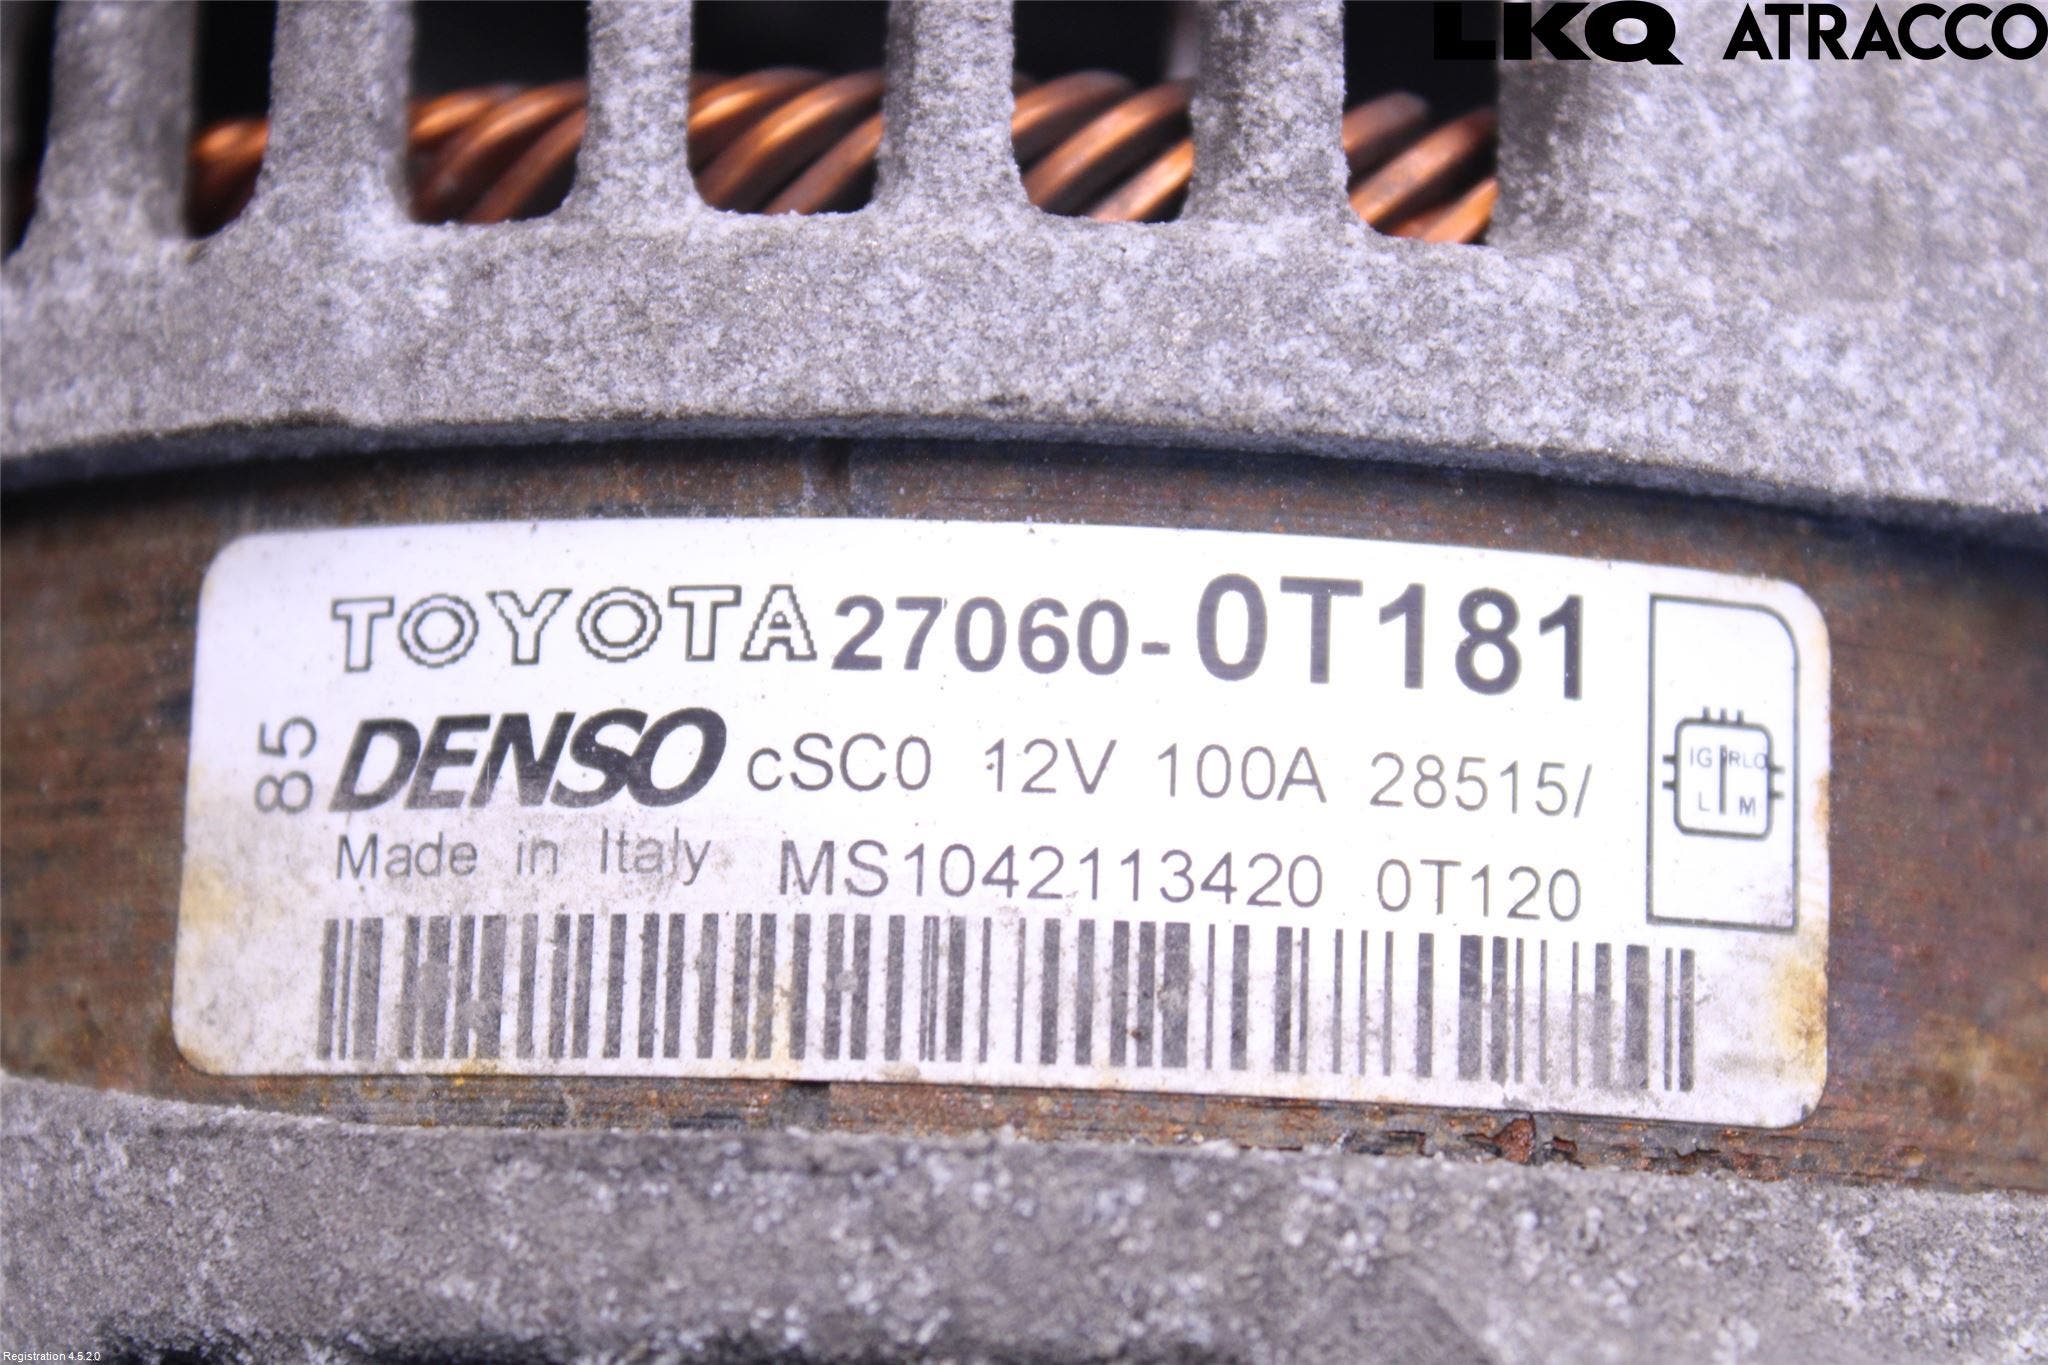 LKQ ATRACCO
TOYOTA 27060-0T181
85
DENSO cSC0 12V 100A 28515/
Made in Italy MS1042113420 0T120
IG RLO
L M
Registration 4.5.2.0